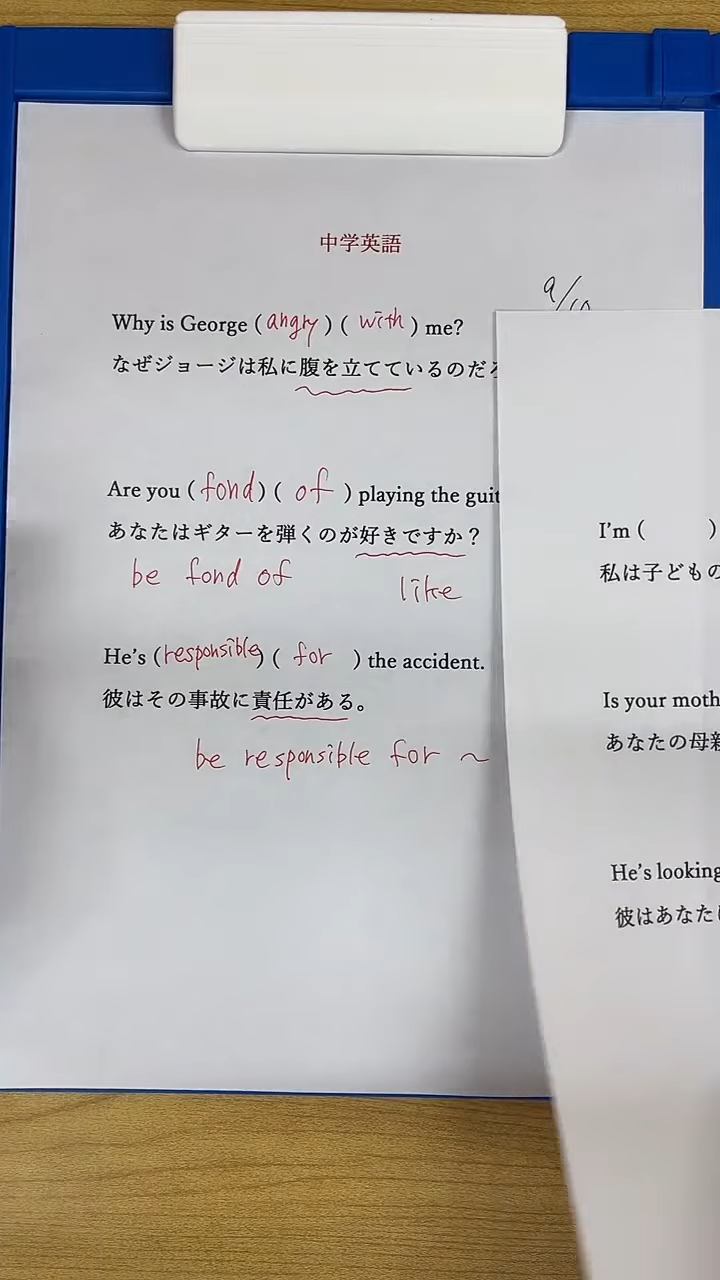 中学英語
9/10
Why is George (angry) (with) me?
なぜジョージは私に腹を立てているのだ
Are you (fond) (of) playing the guit
あなたはギターを弾くのが好きですか？
be fond of
like
He's (responsible) (for) the accident.
彼はその事故に責任がある。
be responsible for ~
I'm ( )
私は子どもの
Is your moth
あなたの母親
He's looking
彼はあなたに